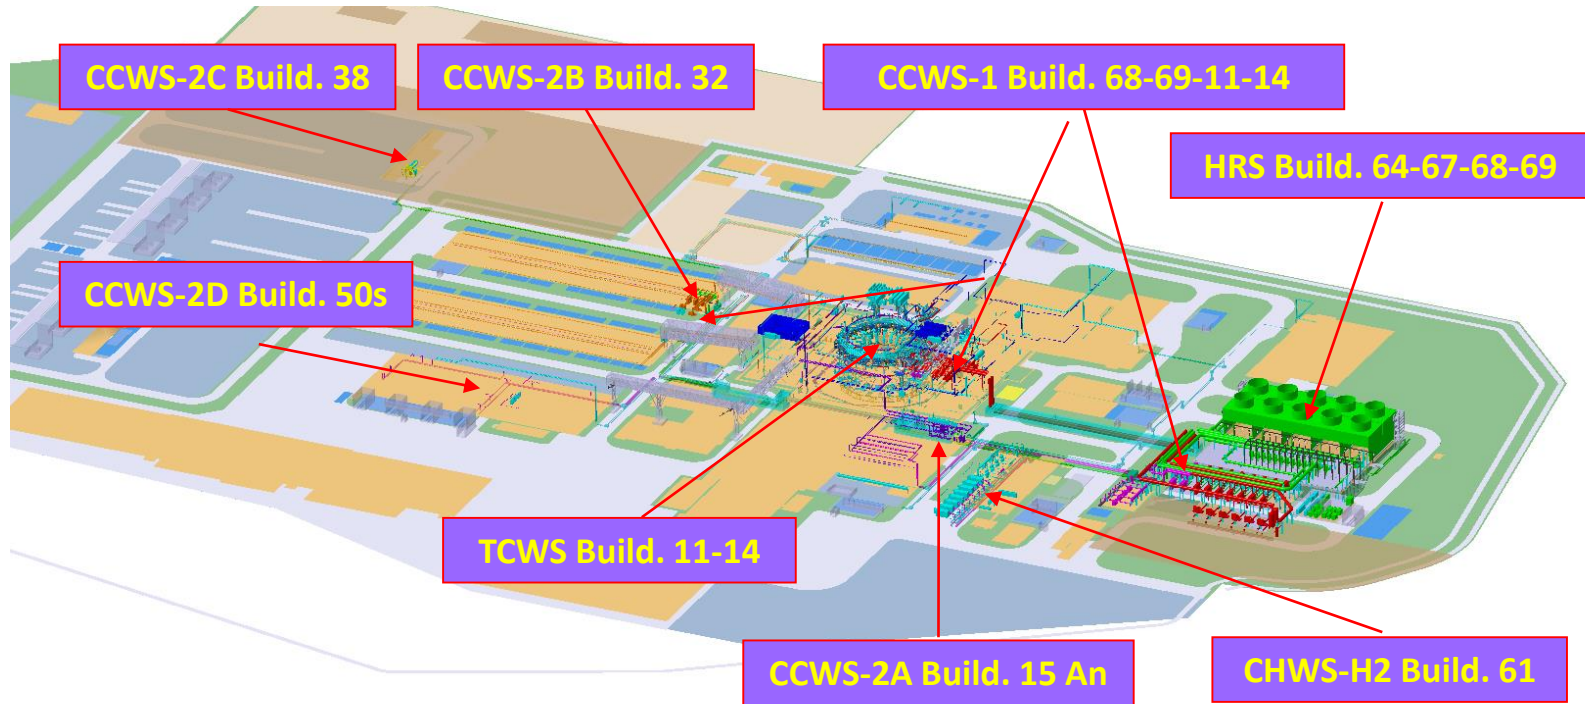 CCWS-2C Build. 38
CCWS-2B Build. 32
CCWS-1 Build. 68-69-11-14
HRS Build. 64-67-68-69
CCWS-2D Build. 50s
TCWS Build. 11-14
CCWS-2A Build. 15 An
CHWS-H2 Build. 61